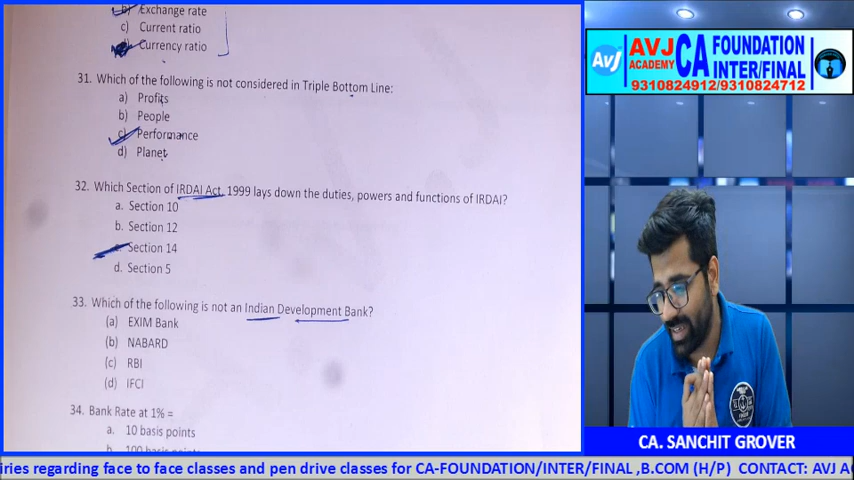 b) Exchange rate
c) Current ratio
Currency ratio
31. Which of the following is not considered in Triple Bottom Line:
a) Profits
b) People
c) Performance
d) Planet
32. Which Section of IRDAI Act, 1999 lays down the duties, powers and functions of IRDAI?
a. Section 10
b. Section 12
Section 14
d. Section 5
33. Which of the following is not an Indian Development Bank?
(a) EXIM Bank
(b) NABARD
(c) RBI
(d) IFCI
34. Bank Rate at 1% =
a. 10 basis points
b. 100 basis points
AVJ
AVJ ACADEMY
CA FOUNDATION INTER/FINAL
9310824912/9310824712
CA. SANCHIT GROVER
iries regarding face to face classes and pen drive classes for CA-FOUNDATION/INTER/FINAL ,B.COM (H/P) CONTACT: AVJ A